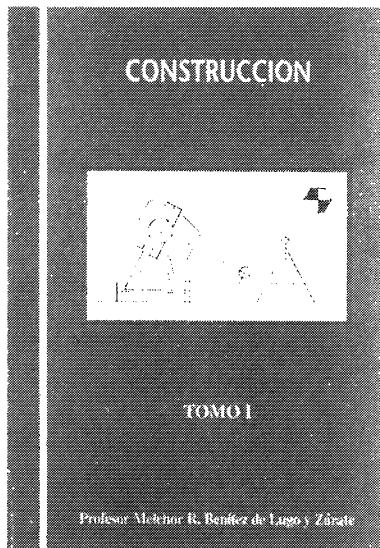 CONSTRUCCION
TOMO I
Profesor Melchor R. Benítez de Lugo y Zárate